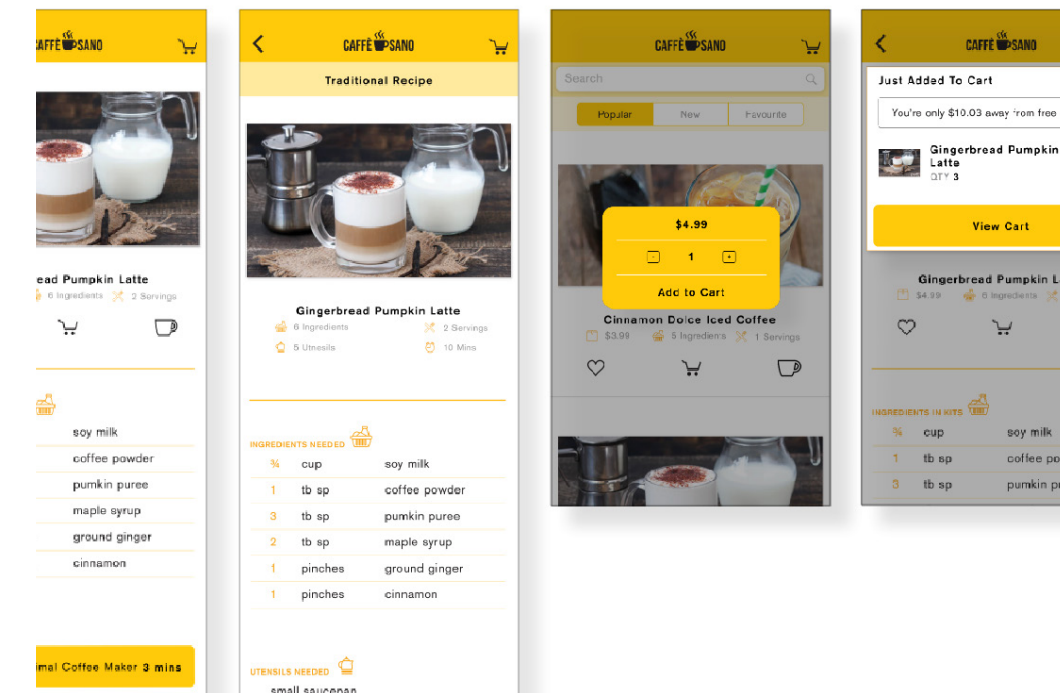 CAFFÈ SANO
ead Pumpkin Latte
6 Ingredients 2 Servings
soy milk
coffee powder
pumkin puree
maple syrup
ground ginger
cinnamon
imal Coffee Maker 3 mins
CAFFÈ SANO
Traditional Recipe
Gingerbread Pumpkin Latte
6 Ingredients 2 Servings
5 Utnesils 10 Mins
INGREDIENTS NEEDED
¾ cup soy milk
1 tb sp coffee powder
3 tb sp pumkin puree
2 tb sp maple syrup
1 pinches ground ginger
1 pinches cinnamon
UTENSILS NEEDED
small saucepan
CAFFÈ SANO
Search
Popular New Favourite
$4.99
- 1 +
Add to Cart
Cinnamon Dolce Iced Coffee
$3.99 5 Ingredients 1 Servings
CAFFÈ SANO
Just Added To Cart
You're only $10.03 away from free
Gingerbread Pumpkin
Latte
QTY 3
View Cart
Gingerbread Pumpkin L
$4.99 6 Ingredients
INGREDIENTS IN KITS
¾ cup soy milk
1 tb sp coffee po
3 tb sp pumkin p